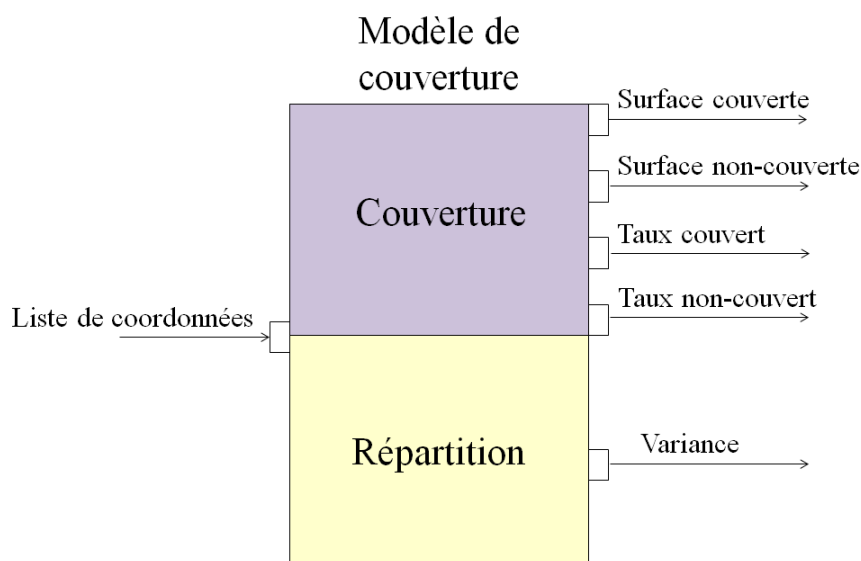 Modèle de
couverture
Surface couverte
Surface non-couverte
Couverture
Taux couvert
Taux non-couvert
Liste de coordonnées
Répartition
Variance